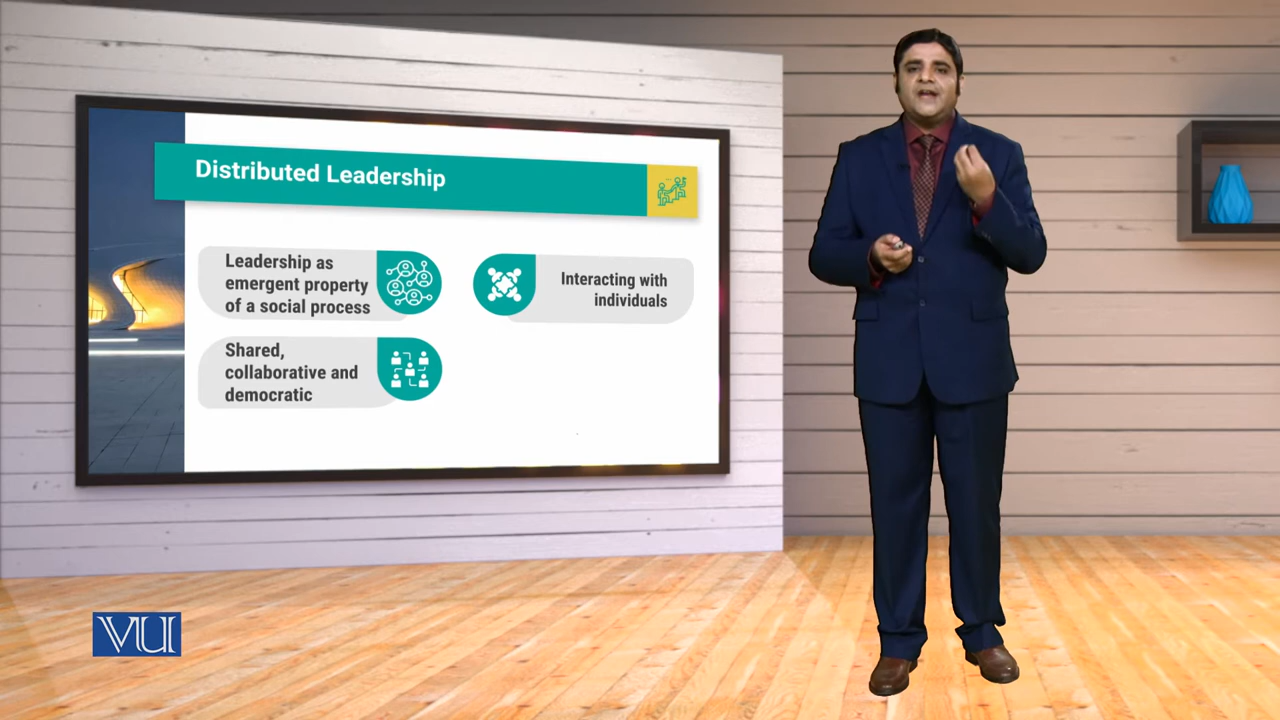 Distributed Leadership
Leadership as
emergent property
of a social process
Interacting with
individuals
Shared,
collaborative and
democratic
VU